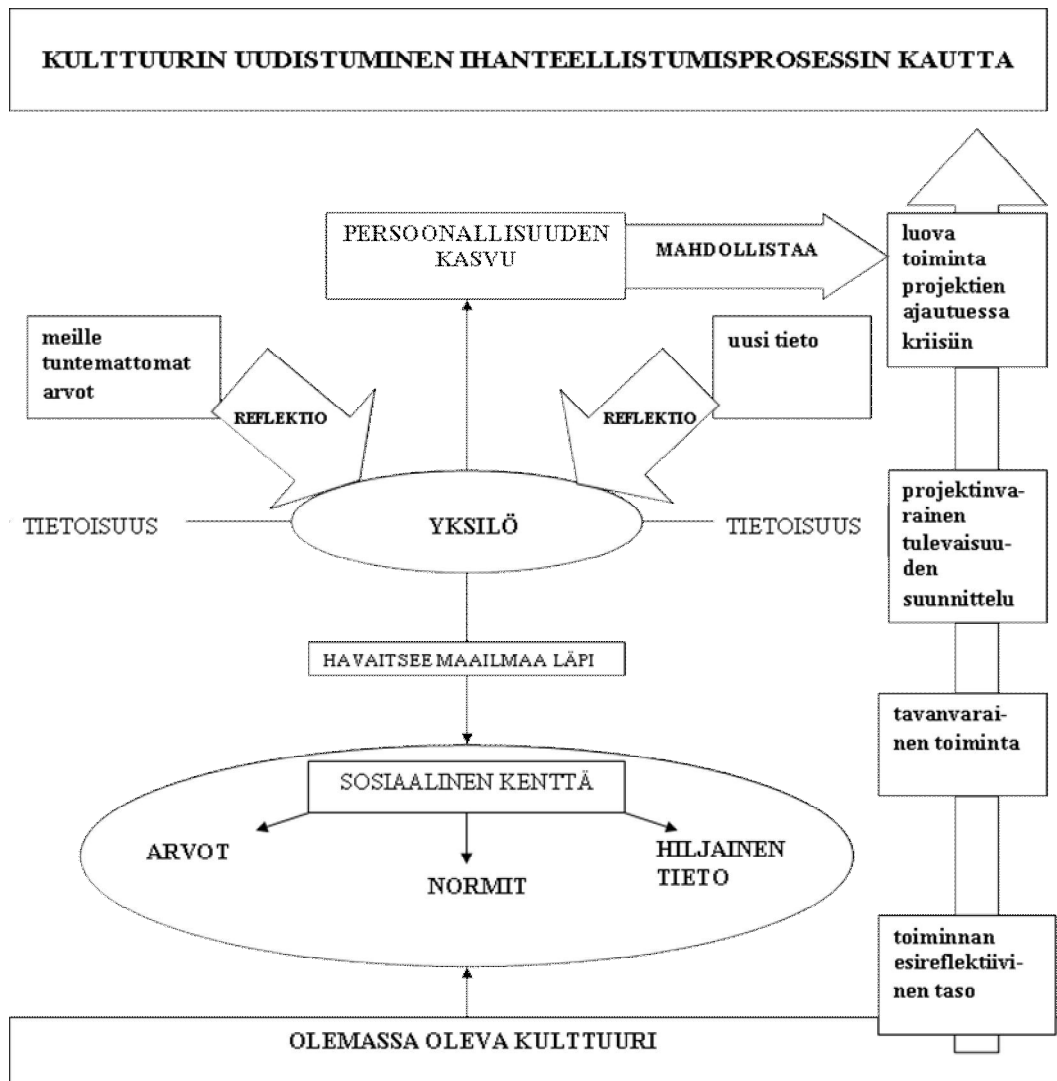 KULTTUURIN UUDISTUMINEN IHANTEELLISTUMISPROSESSIN KAUTTA
PERSOONALLISUUDEN
KASVU
MAHDOLLISTAA
luova
toiminta
projektien
ajautuessa
kriisiin
meille
tuntemattomat
arvot
REFLEKTIO
uusi tieto
REFLEKTIO
TIETOISUUS
YKSILÖ
TIETOISUUS
projektinva-
rainen
tulevaisuu-
den
suunnittelu
HAVAITSEE MAAILMAA LÄPI
tavanvarai-
nen toiminta
SOSIAALINEN KENTTÄ
ARVOT
NORMIT
HILJAINEN
TIETO
toiminnan
esireflektiivi-
nen taso
OLEMASSA OLEVA KULTTUURI